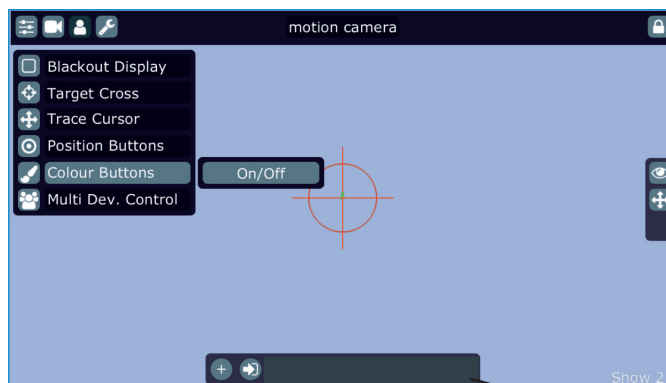 motion camera
Blackout Display
Target Cross
Trace Cursor
Position Buttons
Colour Buttons
On/Off
Multi Dev. Control
Show 2